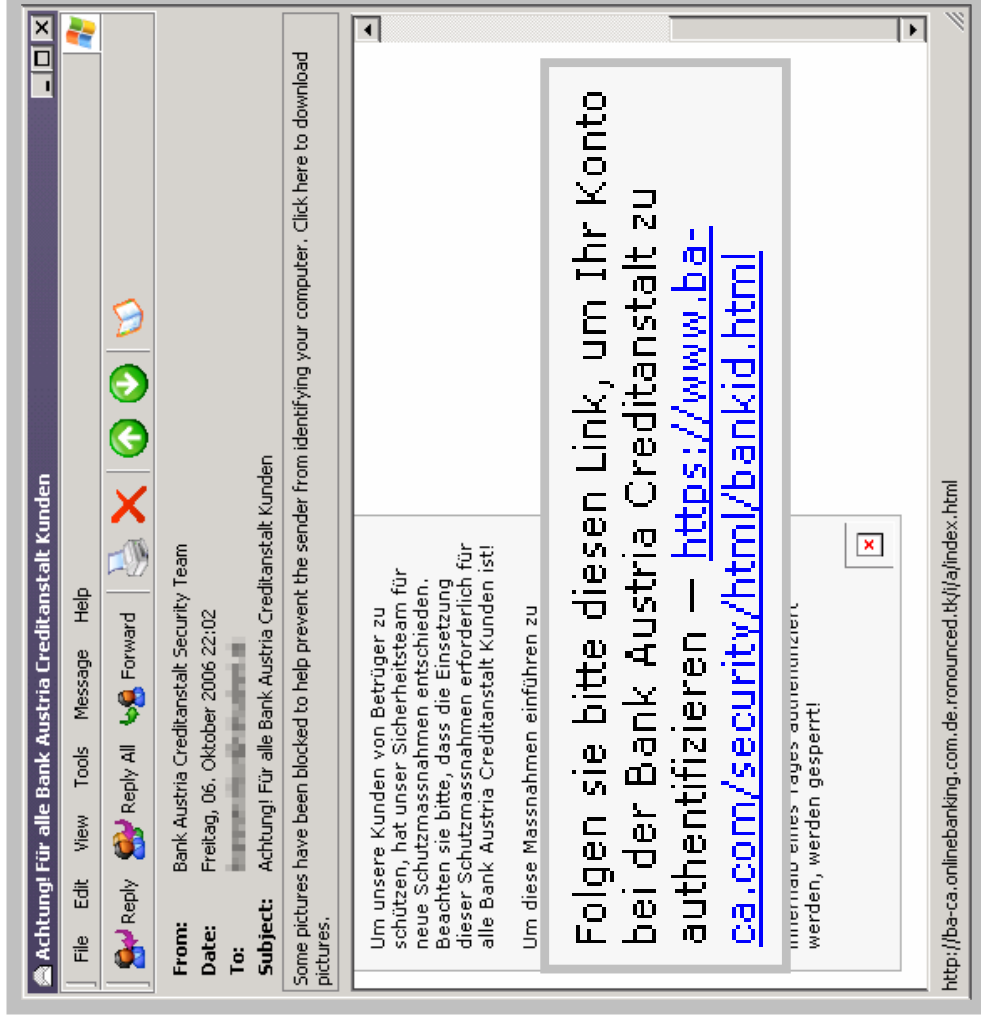 Achtung! Für alle Bank Austria Creditanstalt Kunden
File Edit View Tools Message Help
Reply Reply All Forward
From: Bank Austria Creditanstalt Security Team
Date: Freitag, 06. Oktober 2006 22:02
To:
Subject: Achtung! Für alle Bank Austria Creditanstalt Kunden
Some pictures have been blocked to help prevent the sender from identifying your computer. Click here to download
pictures.
Um unsere Kunden von Betrüger zu
schützen, hat unser Sicherheitsteam für
neue Schutzmassnahmen entschieden.
Beachten sie bitte, dass die Einsetzung
dieser Schutzmassnahmen erforderlich für
alle Bank Austria Creditanstalt Kunden ist!
Um diese Massnahmen einführen zu
Folgen sie bitte diesen Link, um Ihr Konto
bei der Bank Austria Creditanstalt zu
authentifizieren — https://www.ba-
ca.com/security/html/bankid.html
innerhalb eines Tages authentifiziert
werden, werden gesperrt!
http://ba-ca.onlinebanking.com.de.ronounced.tk/i/a/index.html